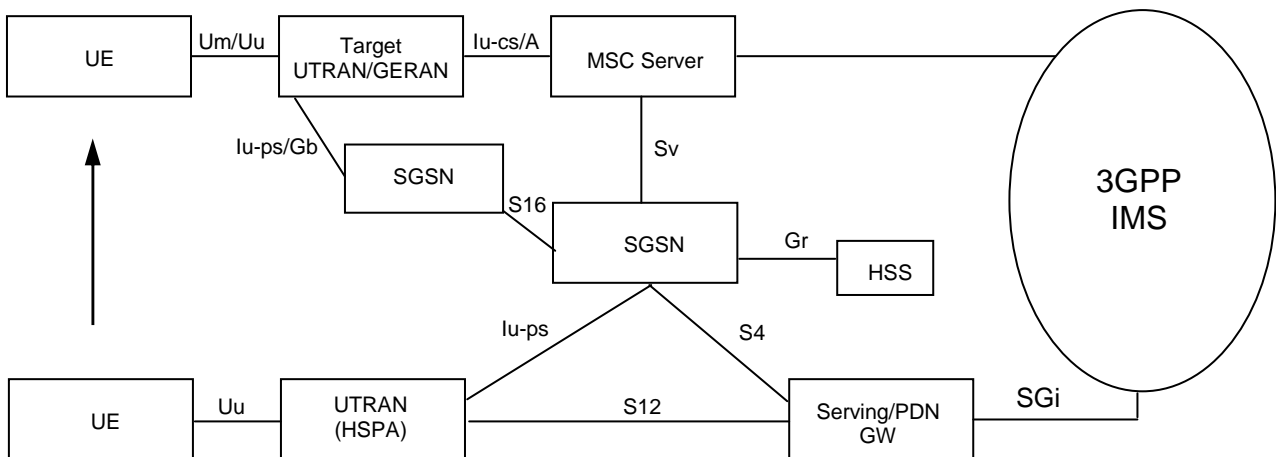 UE
Um/Uu
Target
UTRAN/GERAN
Iu-cs/A
MSC Server
Iu-ps/Gb
SGSN
S16
Sv
SGSN
Gr
HSS
3GPP
IMS
Iu-ps
S4
UE
Uu
UTRAN
(HSPA)
S12
Serving/PDN
GW
SGi